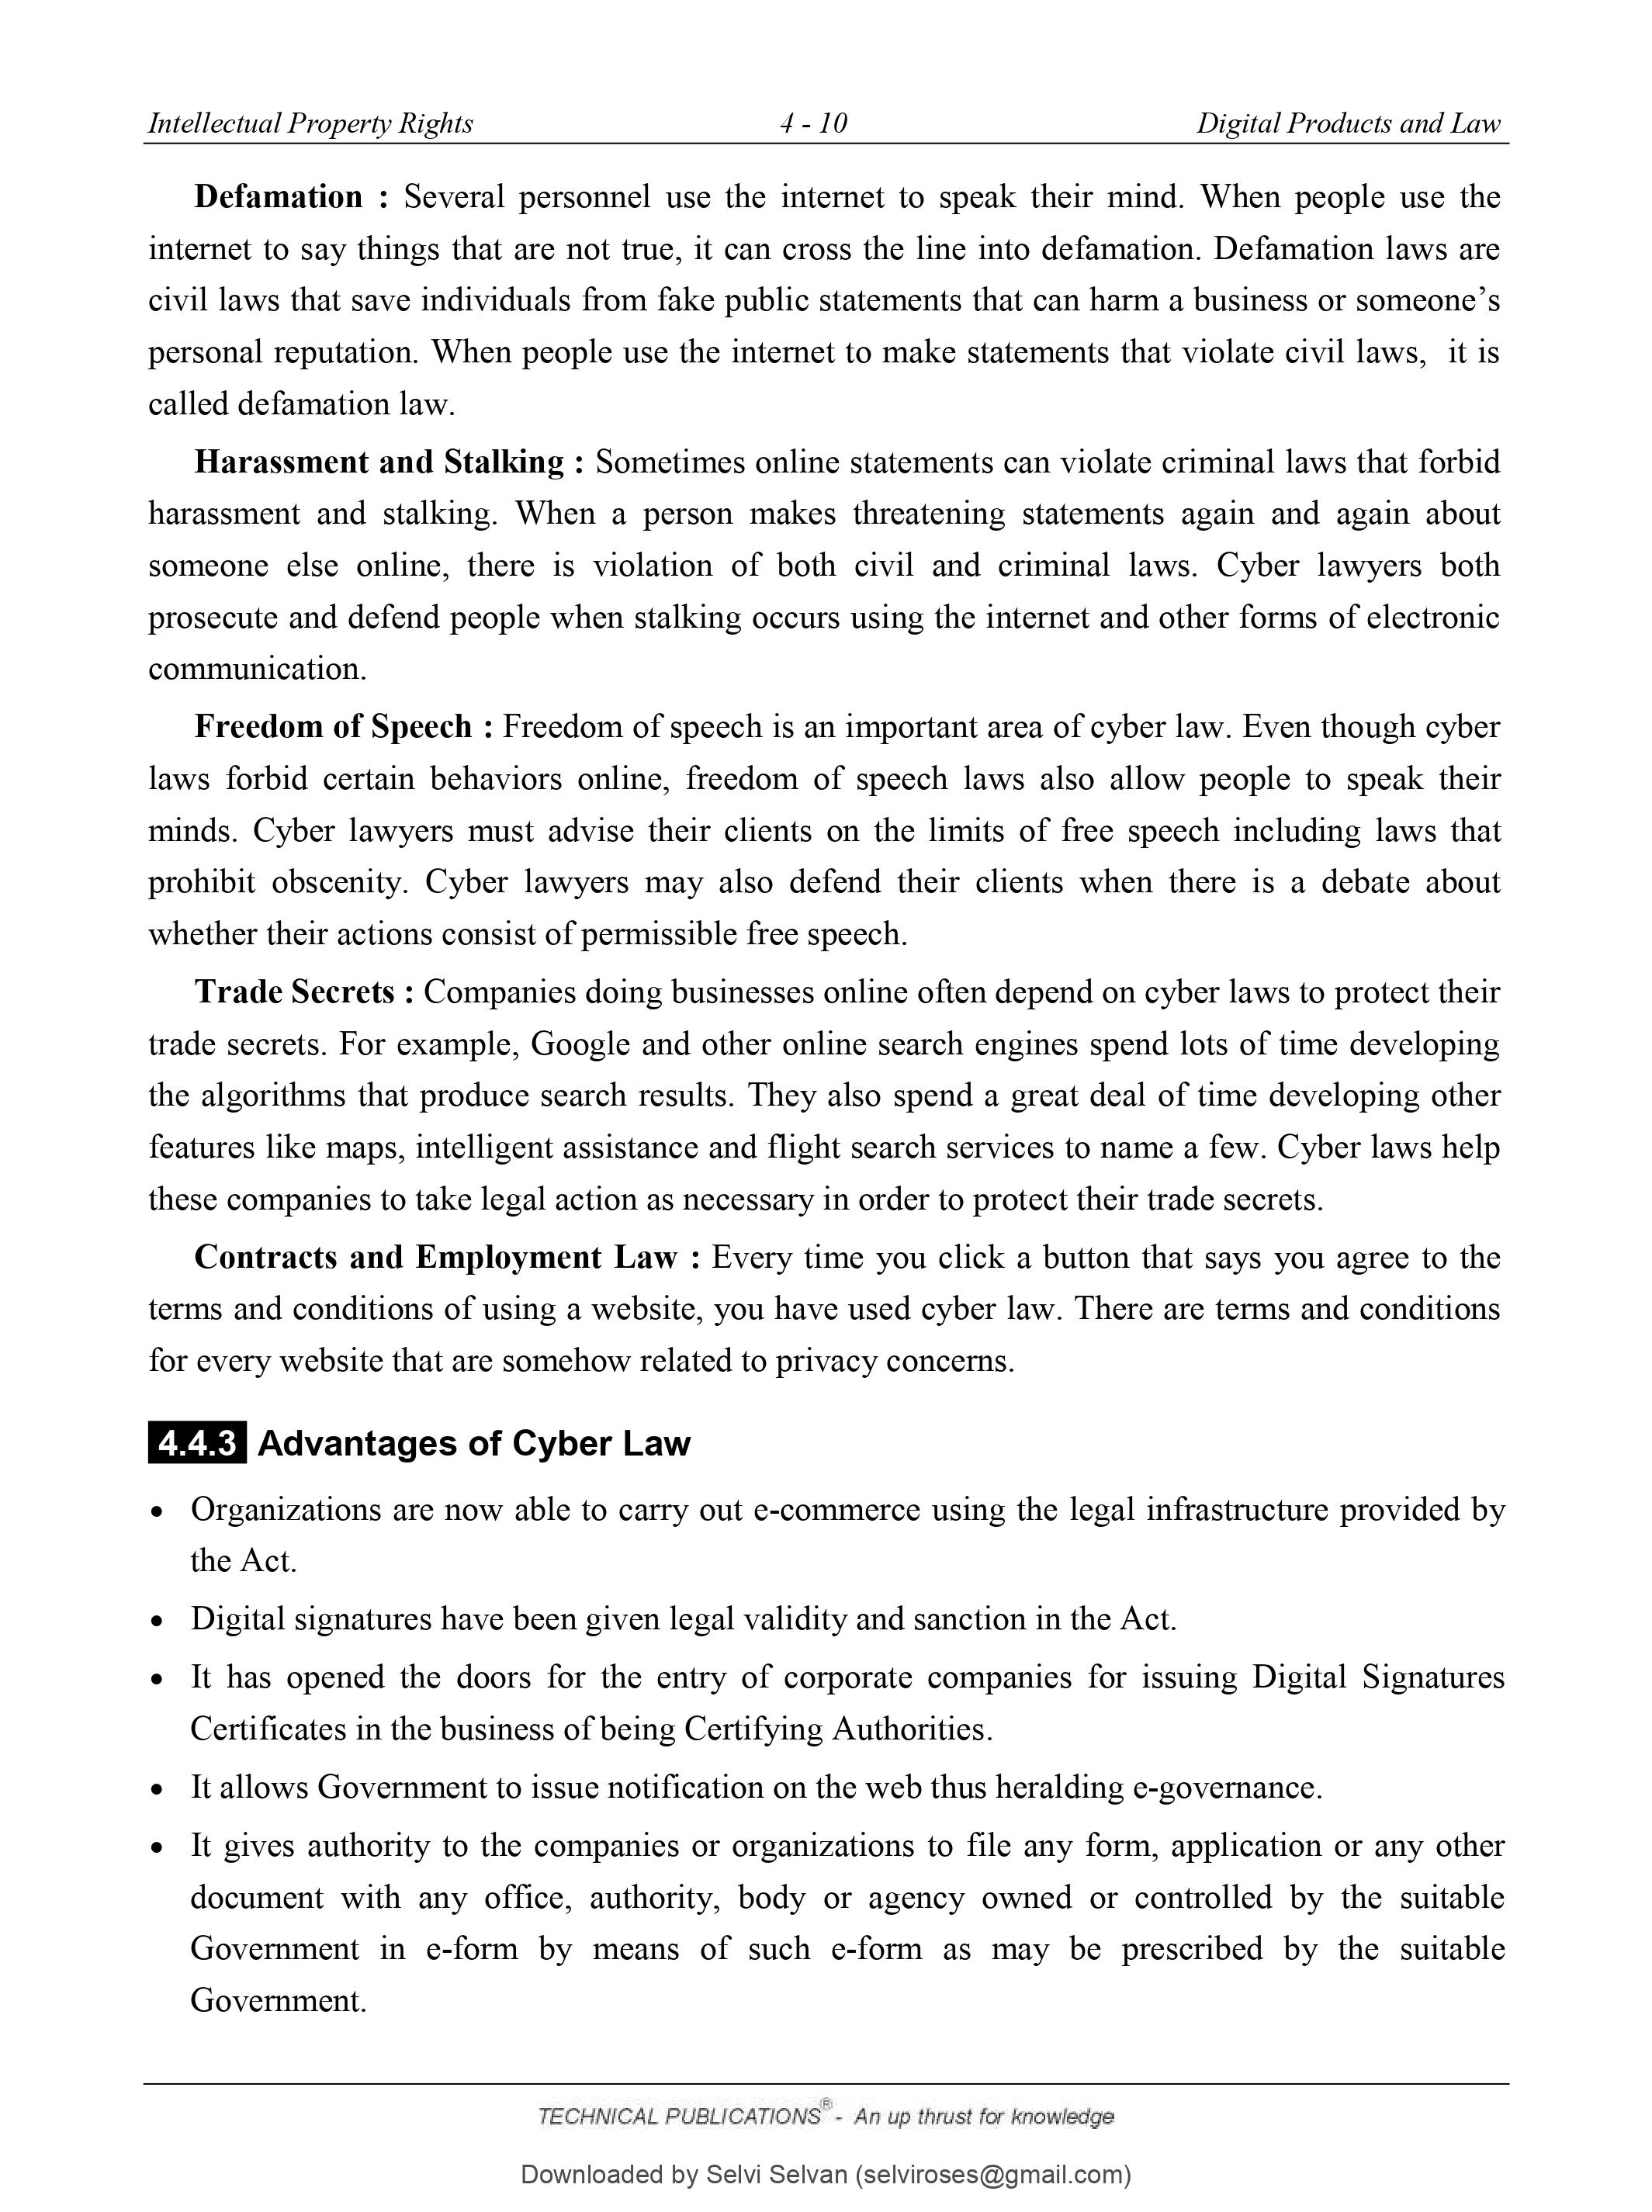 Intellectual Property Rights 4 - 10 Digital Products and Law
Defamation : Several personnel use the internet to speak their mind. When people use the
internet to say things that are not true, it can cross the line into defamation. Defamation laws are
civil laws that save individuals from fake public statements that can harm a business or someone’s
personal reputation. When people use the internet to make statements that violate civil laws, it is
called defamation law.
Harassment and Stalking : Sometimes online statements can violate criminal laws that forbid
harassment and stalking. When a person makes threatening statements again and again about
someone else online, there is violation of both civil and criminal laws. Cyber lawyers both
prosecute and defend people when stalking occurs using the internet and other forms of electronic
communication.
Freedom of Speech : Freedom of speech is an important area of cyber law. Even though cyber
laws forbid certain behaviors online, freedom of speech laws also allow people to speak their
minds. Cyber lawyers must advise their clients on the limits of free speech including laws that
prohibit obscenity. Cyber lawyers may also defend their clients when there is a debate about
whether their actions consist of permissible free speech.
Trade Secrets : Companies doing businesses online often depend on cyber laws to protect their
trade secrets. For example, Google and other online search engines spend lots of time developing
the algorithms that produce search results. They also spend a great deal of time developing other
features like maps, intelligent assistance and flight search services to name a few. Cyber laws help
these companies to take legal action as necessary in order to protect their trade secrets.
Contracts and Employment Law : Every time you click a button that says you agree to the
terms and conditions of using a website, you have used cyber law. There are terms and conditions
for every website that are somehow related to privacy concerns.
4.4.3 Advantages of Cyber Law
• Organizations are now able to carry out e-commerce using the legal infrastructure provided by
the Act.
• Digital signatures have been given legal validity and sanction in the Act.
• It has opened the doors for the entry of corporate companies for issuing Digital Signatures
Certificates in the business of being Certifying Authorities.
• It allows Government to issue notification on the web thus heralding e-governance.
• It gives authority to the companies or organizations to file any form, application or any other
document with any office, authority, body or agency owned or controlled by the suitable
Government in e-form by means of such e-form as may be prescribed by the suitable
Government.
TECHNICAL PUBLICATIONS® - An up thrust for knowledge
Downloaded by Selvi Selvan (selviroses@gmail.com)